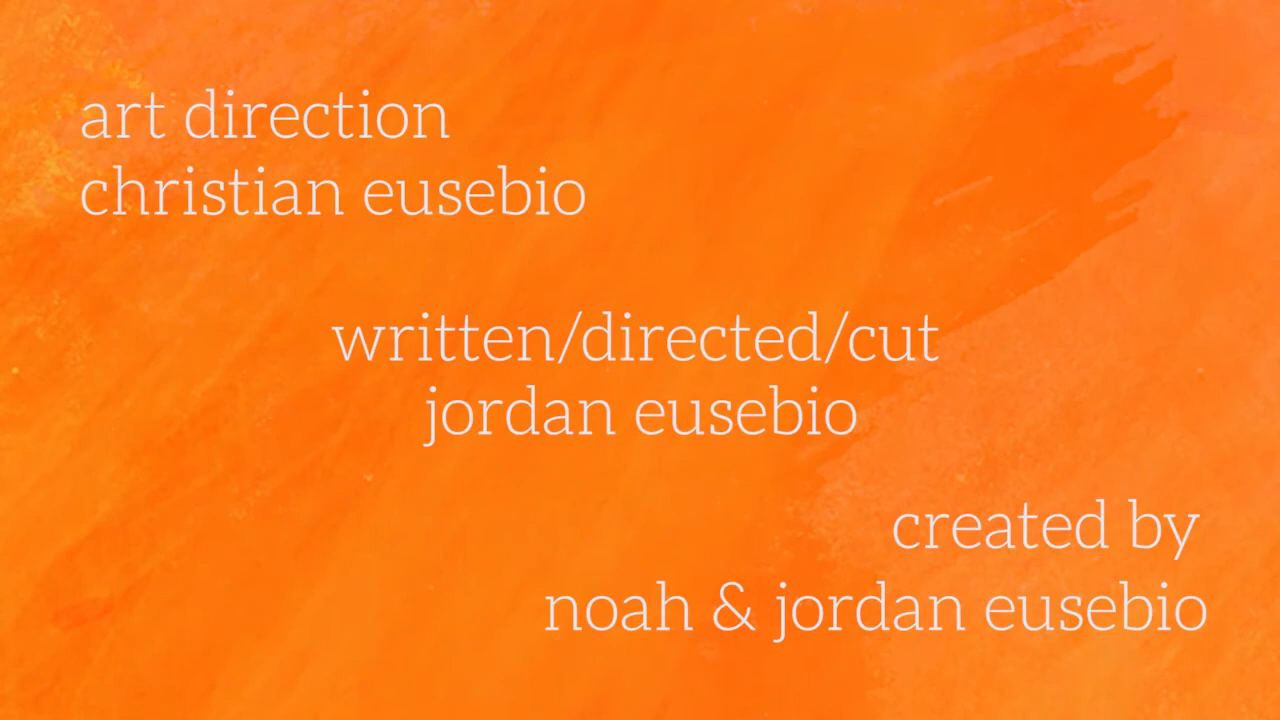 art direction
christian eusebio
written/directed/cut
jordan eusebio
created by
noah & jordan eusebio